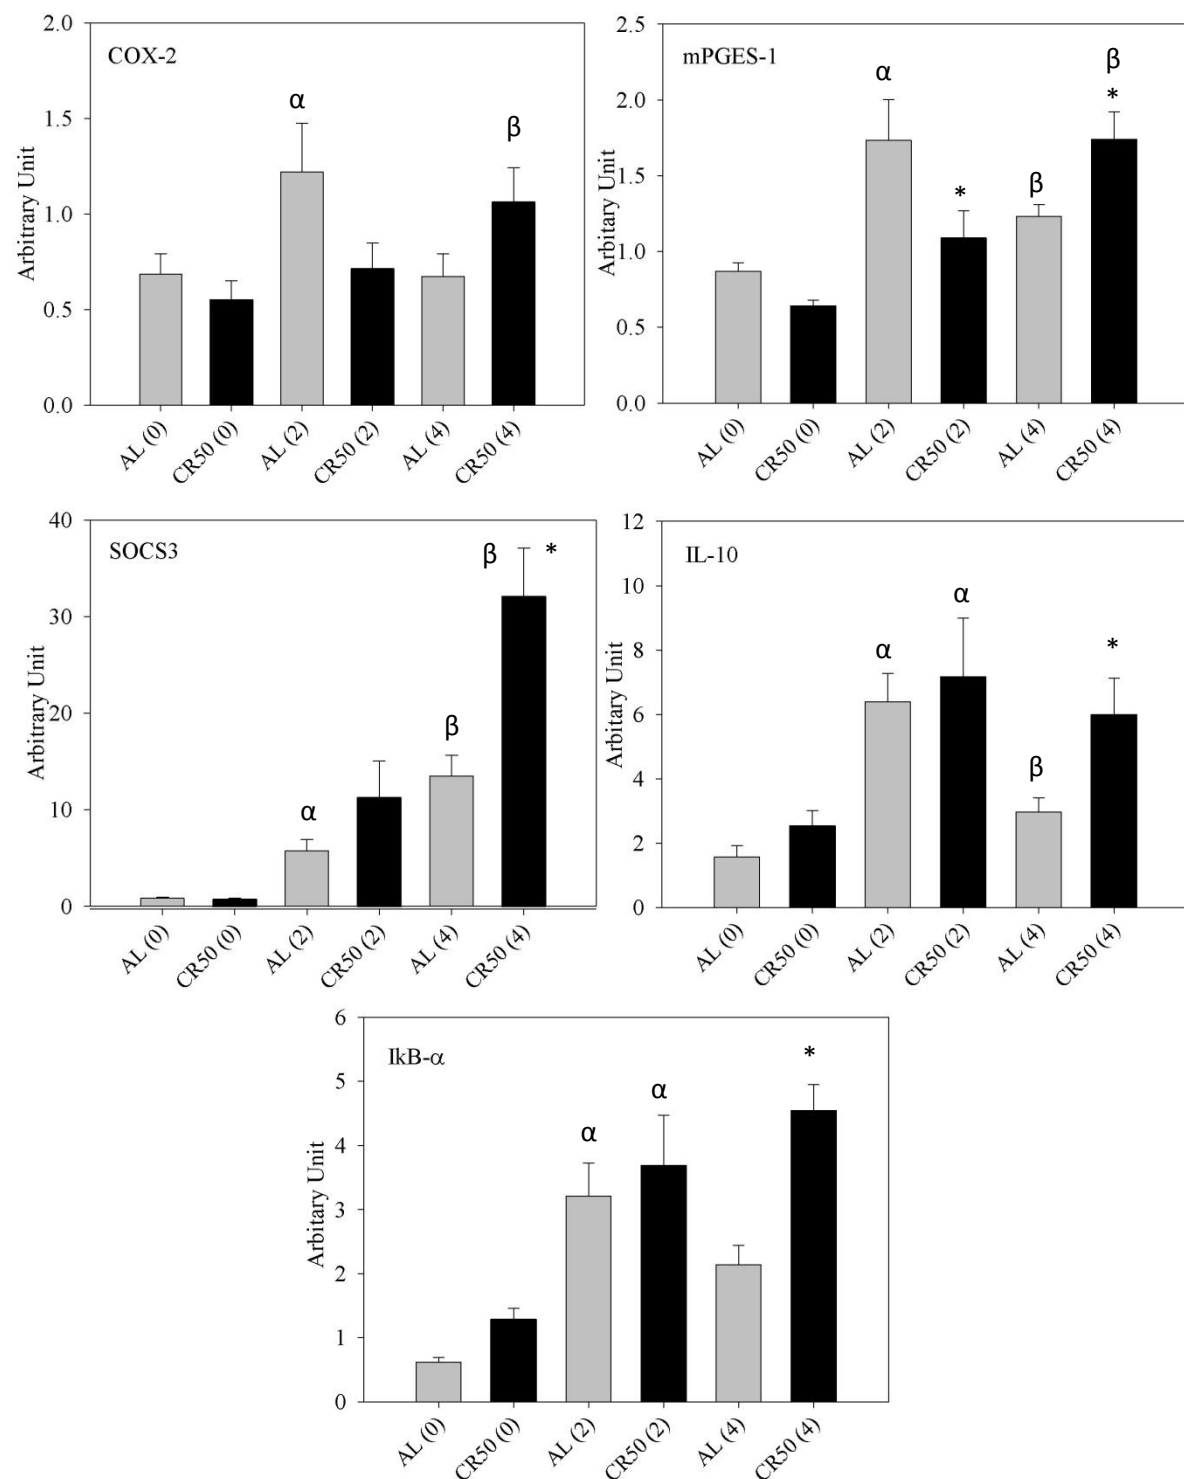 2.0
1.5
1.0
0.5
0.0
Arbitrary Unit
COX-2
α
β
AL (0)
CR50 (0)
AL (2)
CR50 (2)
AL (4)
CR50 (4)
2.5
2.0
1.5
1.0
0.5
0.0
Arbitary Unit
mPGES-1
α
*
β
β
*
AL (0)
CR50 (0)
AL (2)
CR50 (2)
AL (4)
CR50 (4)
40
30
20
10
0
Arbitrary Unit
SOCS3
α
β
β *
AL (0)
CR50 (0)
AL (2)
CR50 (2)
AL (4)
CR50 (4)
12
10
8
6
4
2
0
Arbitary Unit
IL-10
α
α
β
*
AL (0)
CR50 (0)
AL (2)
CR50 (2)
AL (4)
CR50 (4)
6
5
4
3
2
1
0
Arbitary Unit
IkB-α
α
α
*
AL (0)
CR50 (0)
AL (2)
CR50 (2)
AL (4)
CR50 (4)